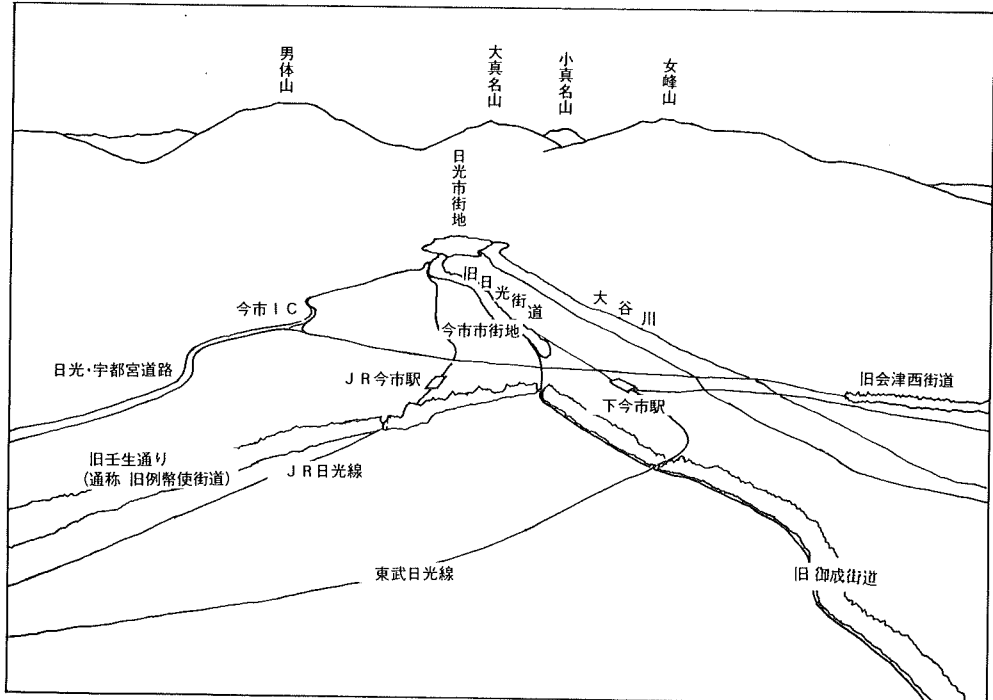 男体山
大真名山
小真名山
女峰山
日光市街地
旧日光街道
大谷川
今市IC
今市市街地
日光・宇都宮道路
JR今市駅
旧会津西街道
下今市駅
旧壬生通り
(通称 旧例幣使街道)
JR日光線
東武日光線
旧御成街道